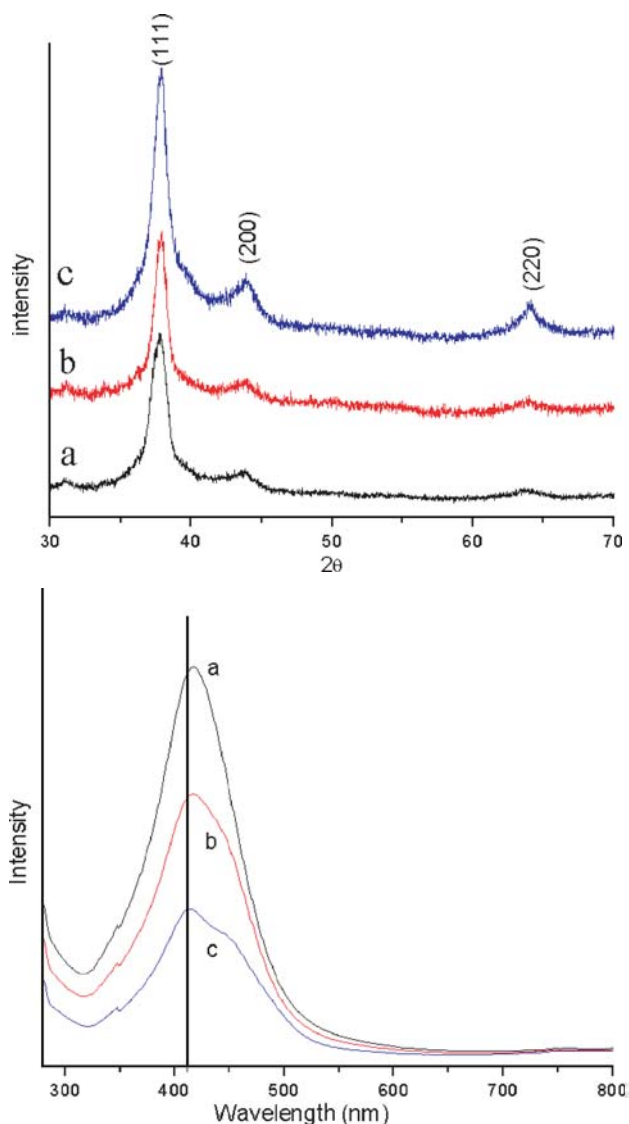 (111)
(200)
(220)
c
b
a
intensity
30 40 50 60 70
2θ
a
b
c
Intensity
300 400 500 600 700 800
Wavelength (nm)